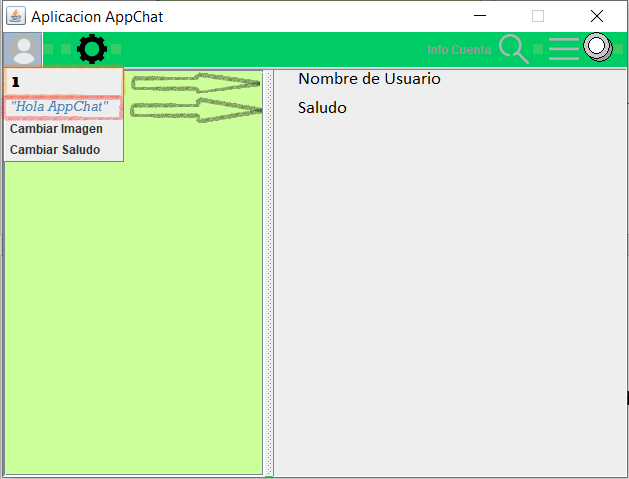 Aplicacion AppChat
Info Cuenta
1
"Hola AppChat"
Cambiar Imagen
Cambiar Saludo
Nombre de Usuario
Saludo